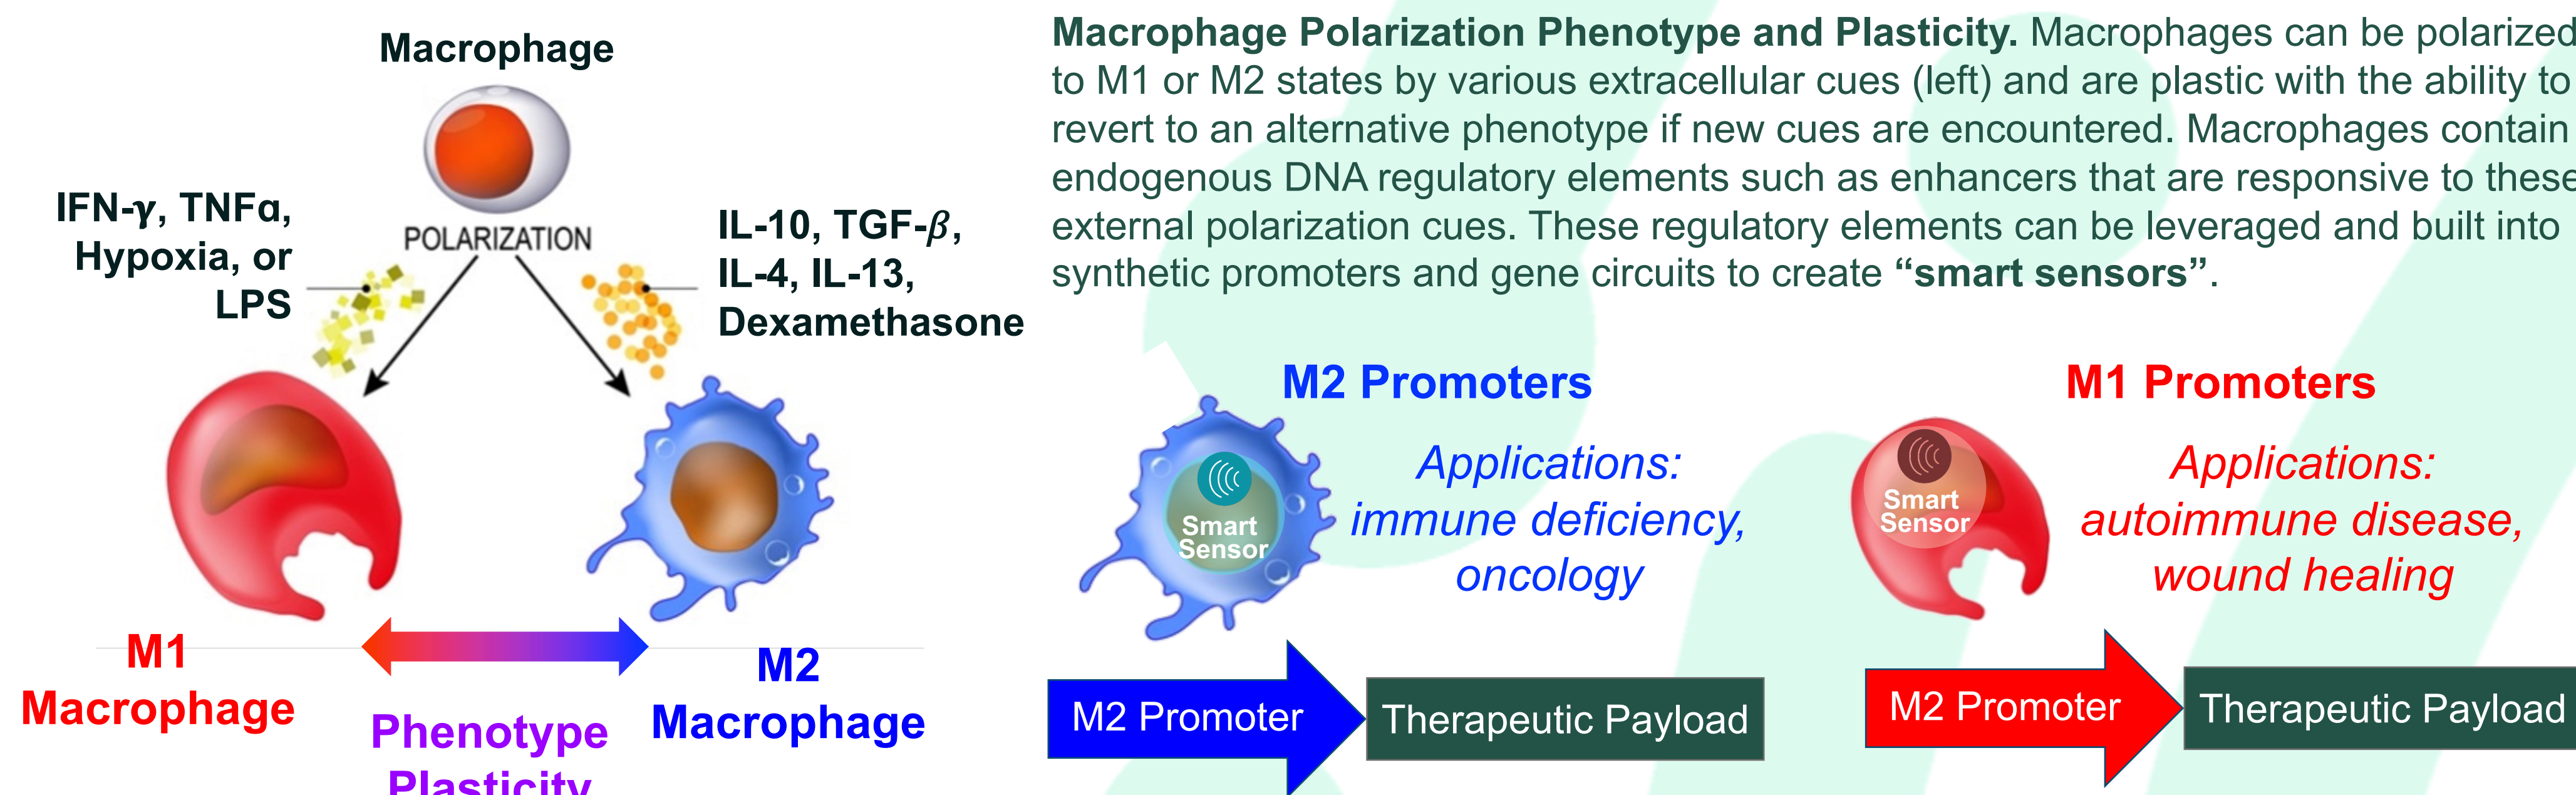 Macrophage
IFN-γ, TNFα,
Hypoxia, or
LPS
POLARIZATION
IL-10, TGF-β,
IL-4, IL-13,
Dexamethasone
M1
Macrophage
Phenotype
Plasticity
M2
Macrophage
Macrophage Polarization Phenotype and Plasticity. Macrophages can be polarized
to M1 or M2 states by various extracellular cues (left) and are plastic with the ability to
revert to an alternative phenotype if new cues are encountered. Macrophages contain
endogenous DNA regulatory elements such as enhancers that are responsive to these
external polarization cues. These regulatory elements can be leveraged and built into
synthetic promoters and gene circuits to create “smart sensors”.
M2 Promoters
Applications:
immune deficiency,
oncology
Smart
Sensor
M2 Promoter
Therapeutic Payload
M1 Promoters
Applications:
autoimmune disease,
wound healing
Smart
Sensor
M2 Promoter
Therapeutic Payload